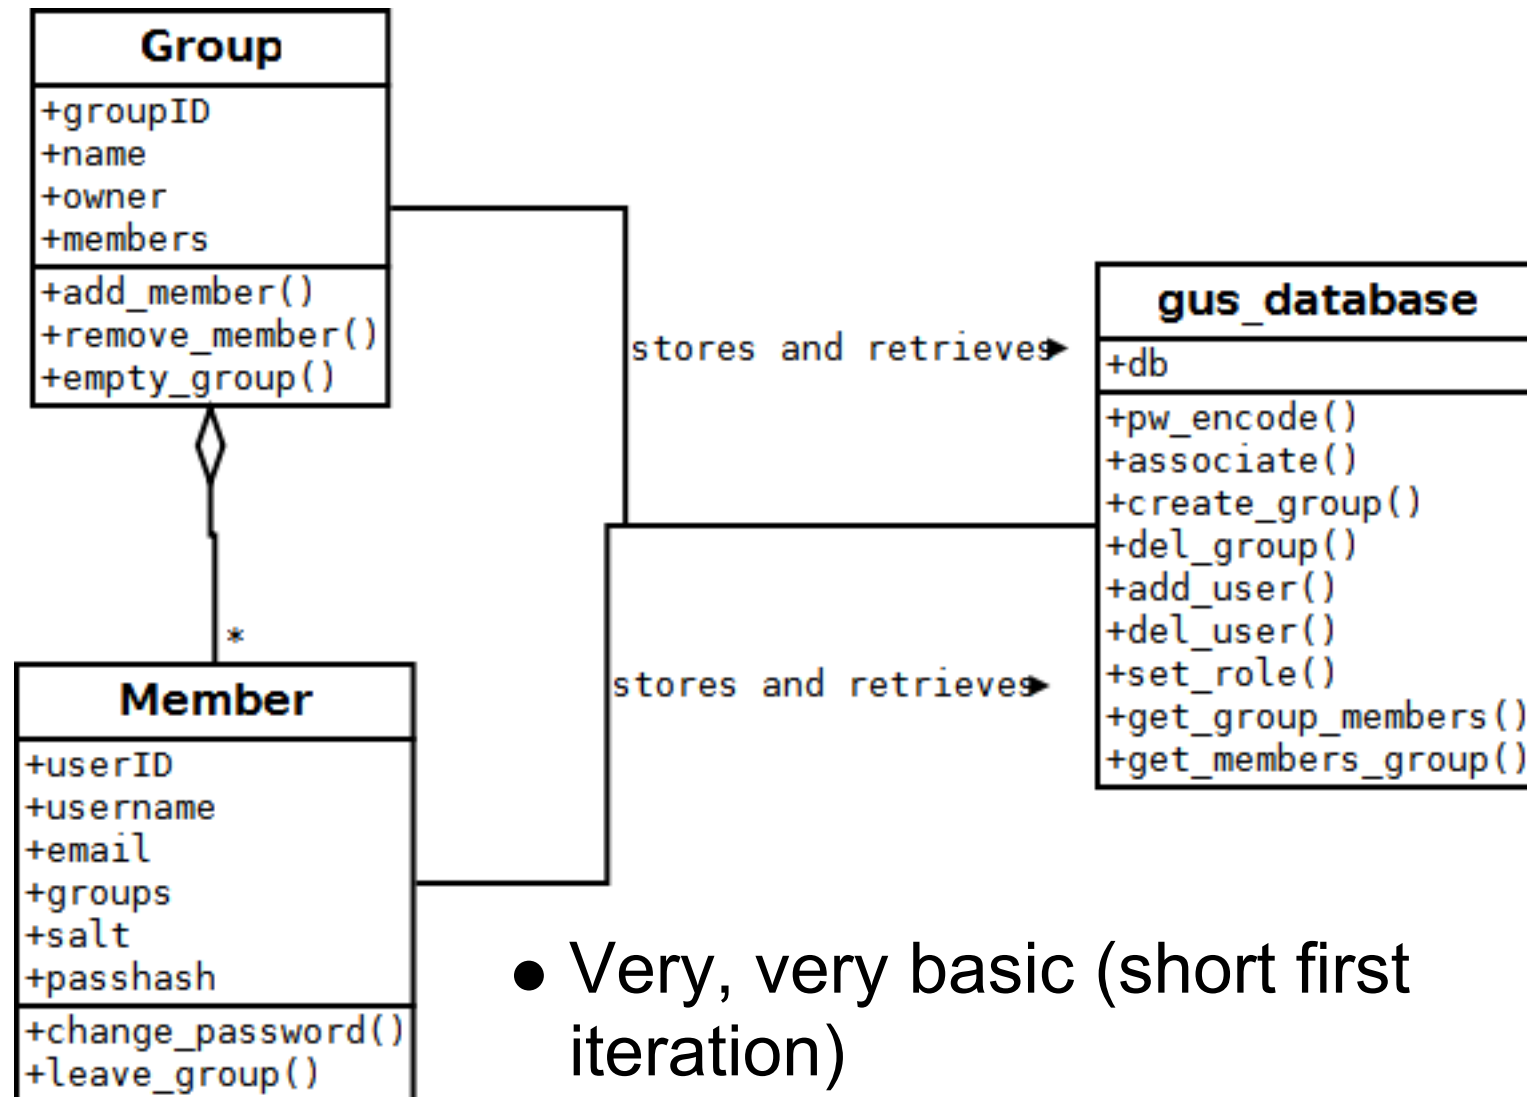 Group
+groupID
+name
+owner
+members
+add_member()
+remove_member()
+empty_group()
stores and retrieves
gus_database
+db
+pw_encode()
+associate()
+create_group()
+del_group()
+add_user()
+del_user()
+set_role()
+get_group_members()
+get_members_group()
*
stores and retrieves
Member
+userID
+username
+email
+groups
+salt
+passhash
+change_password()
+leave_group()
● Very, very basic (short first
iteration)